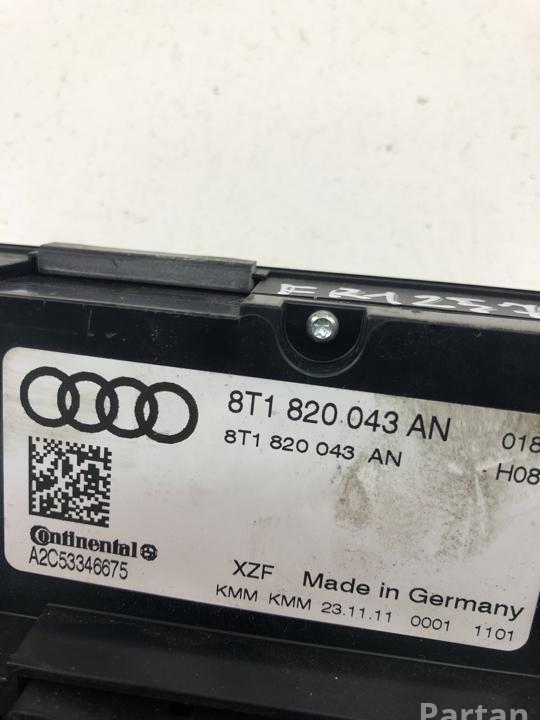 8T1 820 043 AN 018
8T1 820 043 AN H08
Continental
A2C53346675
XZF Made in Germany
KMM KMM 23.11.11 0001 1101
Partan